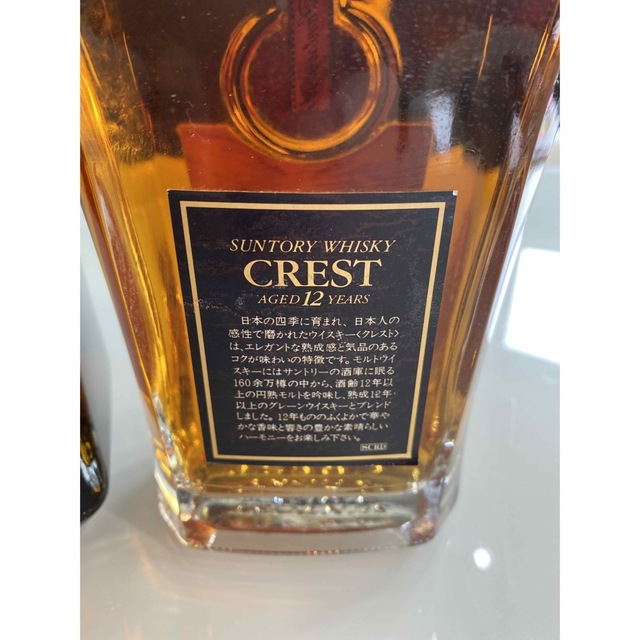 SUNTORY WHISKY
CREST
AGED 12 YEARS
日本の四季に育まれ、日本人の
感性で磨かれたウイスキー〈クレスト〉
は、エレガントな熟成感と気品のある
コクが味わいの特徴です。モルトウイ
スキーにはサントリーの酒庫に眠る
160余万樽の中から、酒齢12年以
上の円熟モルトを吟味し、熟成12年
以上のグレーンウイスキーとブレンド
しました。12年もののふくよかで華や
かな香味と響きの豊かな素晴らしい
ハーモニーをお楽しみ下さい。